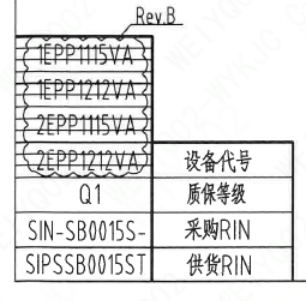 Rev.B
1EPP1115VA
1EPP1212VA
2EPP1115VA
2EPP1212VA 设备代号
Q1 质保等级
SIN-SB0015S- 采购RIN
SIPSSB0015ST 供货RIN